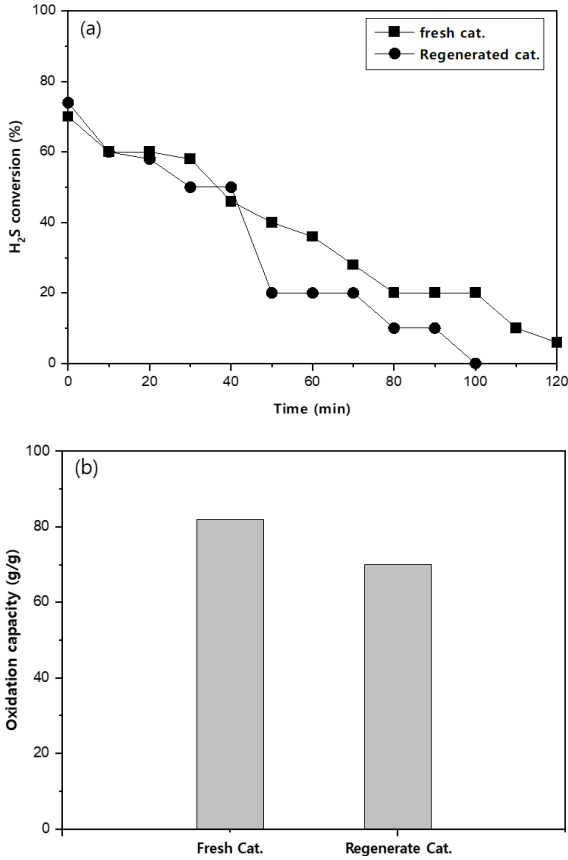 (a)
fresh cat.
Regenerated cat.
100
80
60
40
20
0
H₂S conversion (%)
0 20 40 60 80 100 120
Time (min)
(b)
100
80
60
40
20
0
Oxidation capacity (g/g)
Fresh Cat. Regenerate Cat.